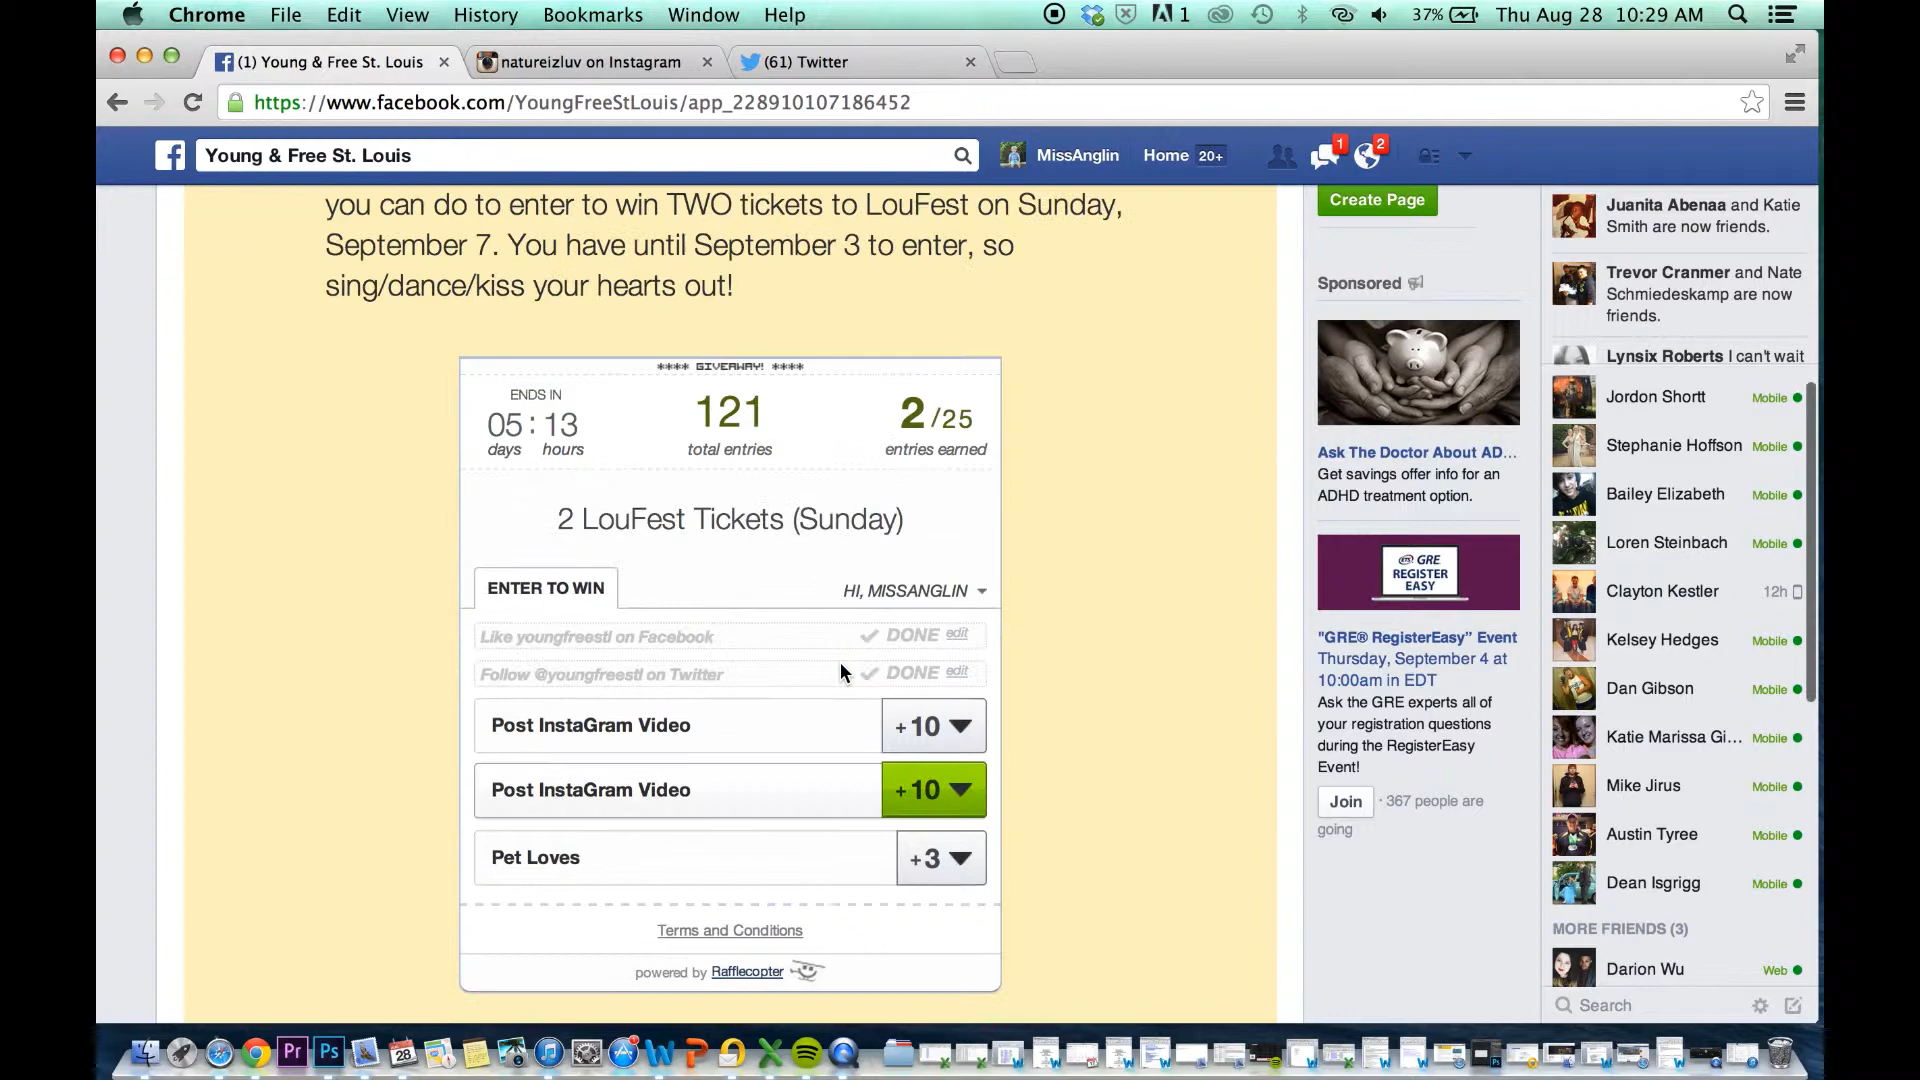 Chrome File Edit View History Bookmarks Window Help 1 37% Thu Aug 28 10:29 AM
(1) Young & Free St. Louis natureizluv on Instagram (61) Twitter
https://www.facebook.com/YoungFreeStLouis/app_228910107186452
Young & Free St. Louis MissAnglin Home 20+ 1 2
you can do to enter to win TWO tickets to LouFest on Sunday,
September 7. You have until September 3 to enter, so
sing/dance/kiss your hearts out!
**** GIVEAWAY! ****
ENDS IN
05 : 13
days hours
121
total entries
2/25
entries earned
2 LouFest Tickets (Sunday)
ENTER TO WIN
HI, MISSANGLIN
Like youngfreestl on Facebook DONE edit
Follow @youngfreestl on Twitter DONE edit
Post InstaGram Video +10
Post InstaGram Video +10
Pet Loves +3
Terms and Conditions
powered by Rafflecopter
Create Page
Sponsored
Ask The Doctor About AD...
Get savings offer info for an
ADHD treatment option.
GRE
REGISTER
EASY
"GRE® RegisterEasy” Event
Thursday, September 4 at
10:00am in EDT
Ask the GRE experts all of
your registration questions
during the RegisterEasy
Event!
Join · 367 people are
going
Juanita Abenaa and Katie
Smith are now friends.
Trevor Cranmer and Nate
Schmiedeskamp are now
friends.
Lynsix Roberts I can't wait
Jordon Shortt Mobile
Stephanie Hoffson Mobile
Bailey Elizabeth Mobile
Loren Steinbach Mobile
Clayton Kestler 12h
Kelsey Hedges Mobile
Dan Gibson Mobile
Katie Marissa Gi... Mobile
Mike Jirus Mobile
Austin Tyree Mobile
Dean Isgrigg Mobile
MORE FRIENDS (3)
Darion Wu Web
Search
Pr Ps 28